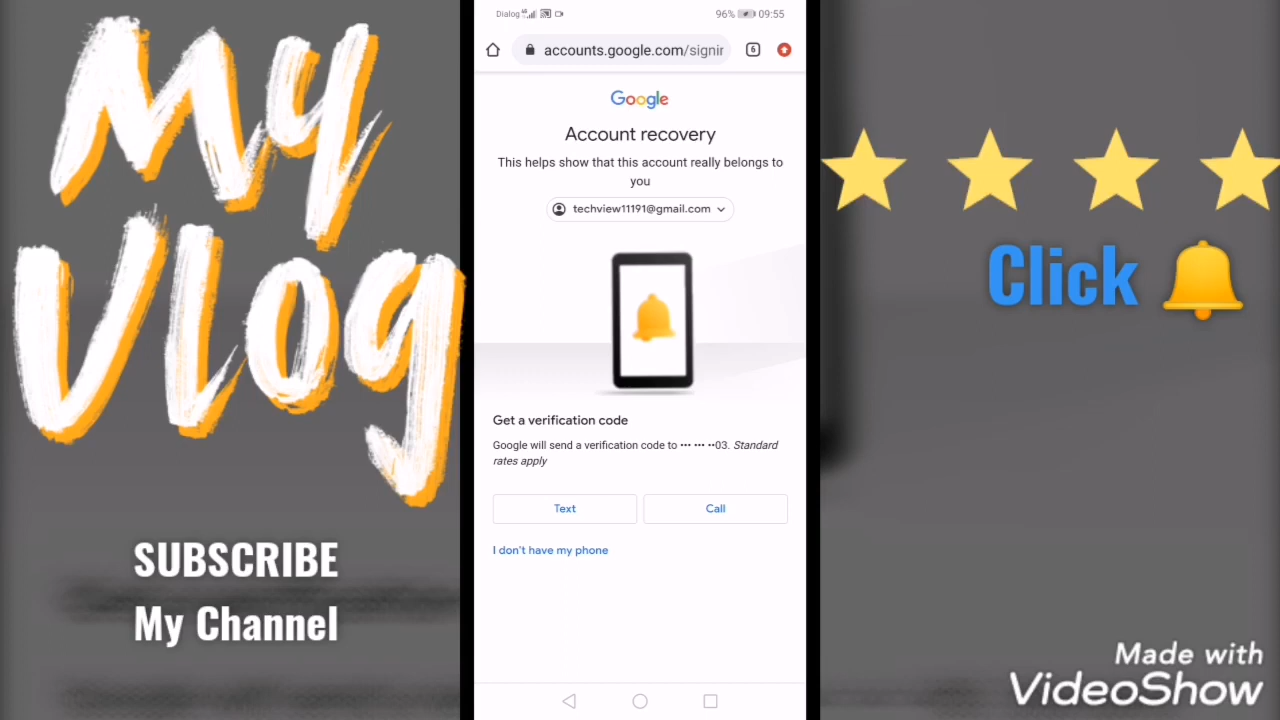 My
Vlog
SUBSCRIBE
My Channel
Dialog 96% 09:55
accounts.google.com/signir
6
Google
Account recovery
This helps show that this account really belongs to
you
techview11191@gmail.com
Get a verification code
Google will send a verification code to ••• ••• ••03. Standard
rates apply
Text Call
I don't have my phone
Click
Made with
VideoShow